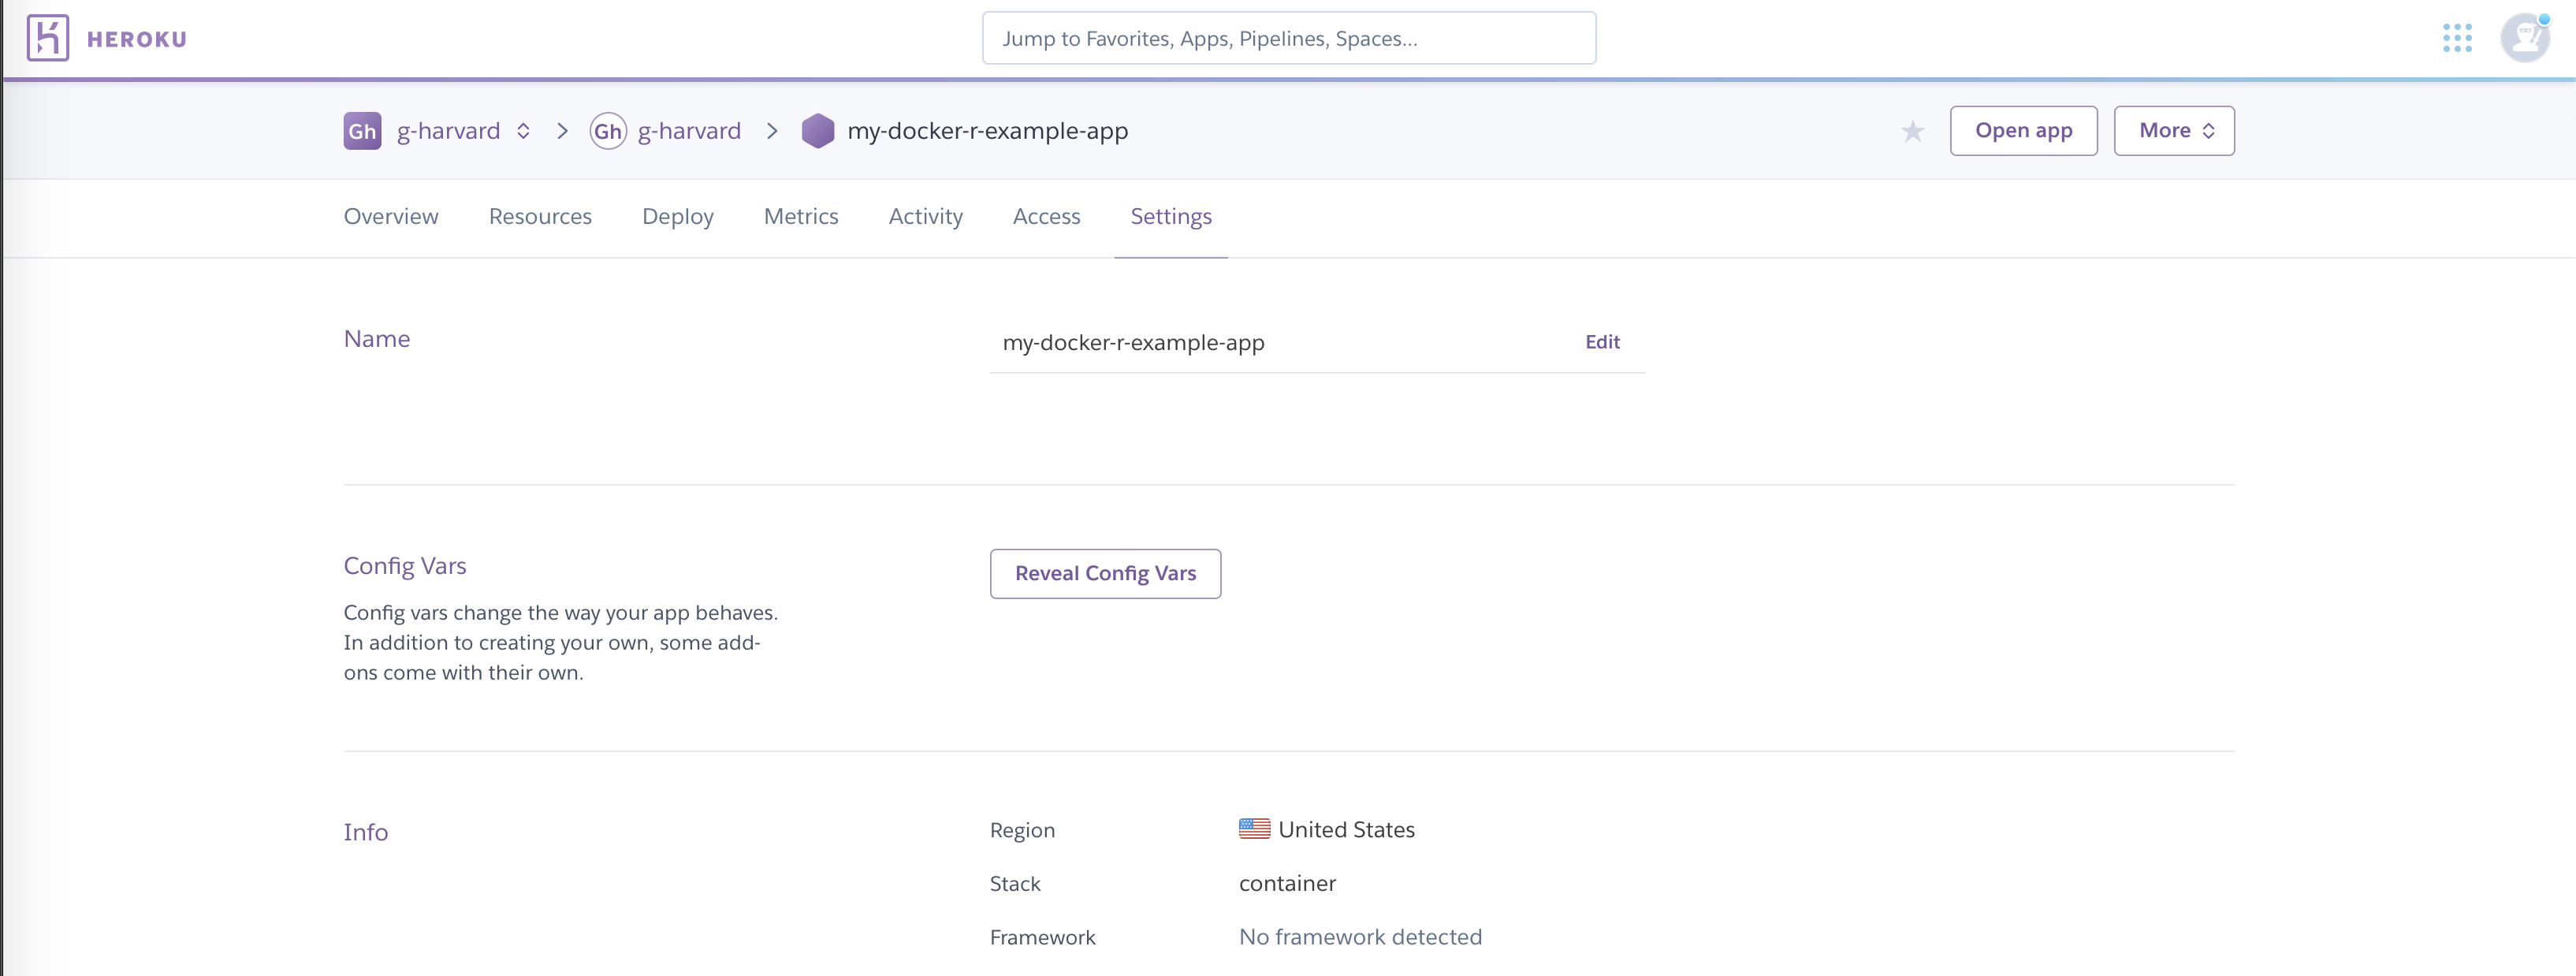 HEROKU
Jump to Favorites, Apps, Pipelines, Spaces...
Gh g-harvard > Gh g-harvard > my-docker-r-example-app
Open app More
Overview Resources Deploy Metrics Activity Access Settings
Name my-docker-r-example-app Edit
Config Vars Reveal Config Vars
Config vars change the way your app behaves.
In addition to creating your own, some add-
ons come with their own.
Info
Region United States
Stack container
Framework No framework detected